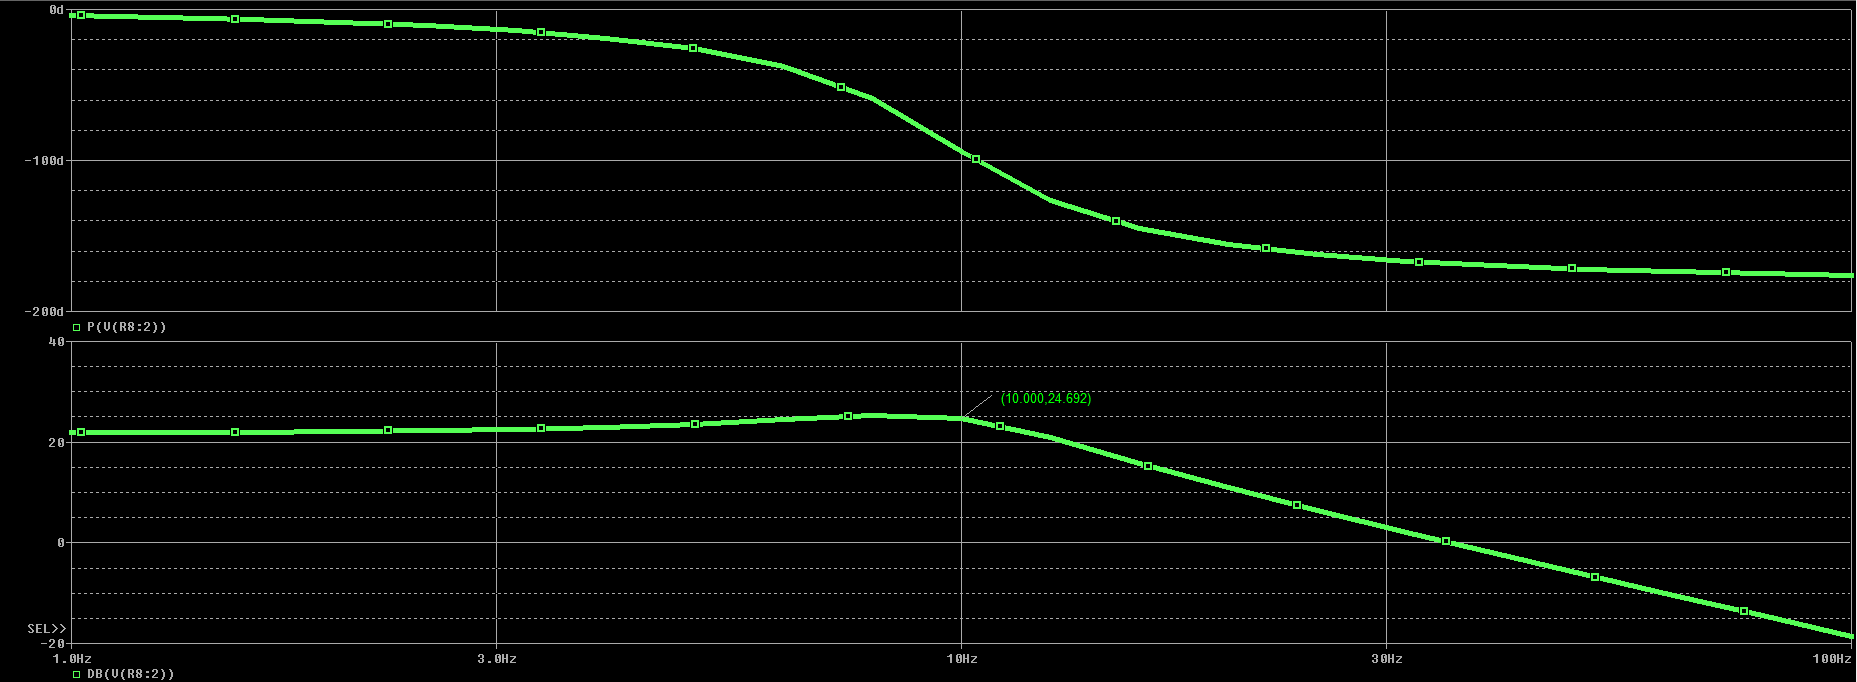 0d
-100d
-200d
P(V(R8:2))
40
(10.000,24.692)
20
0
SEL>>
-20
1.0Hz 3.0Hz 10Hz 30Hz 100Hz
DB(V(R8:2))